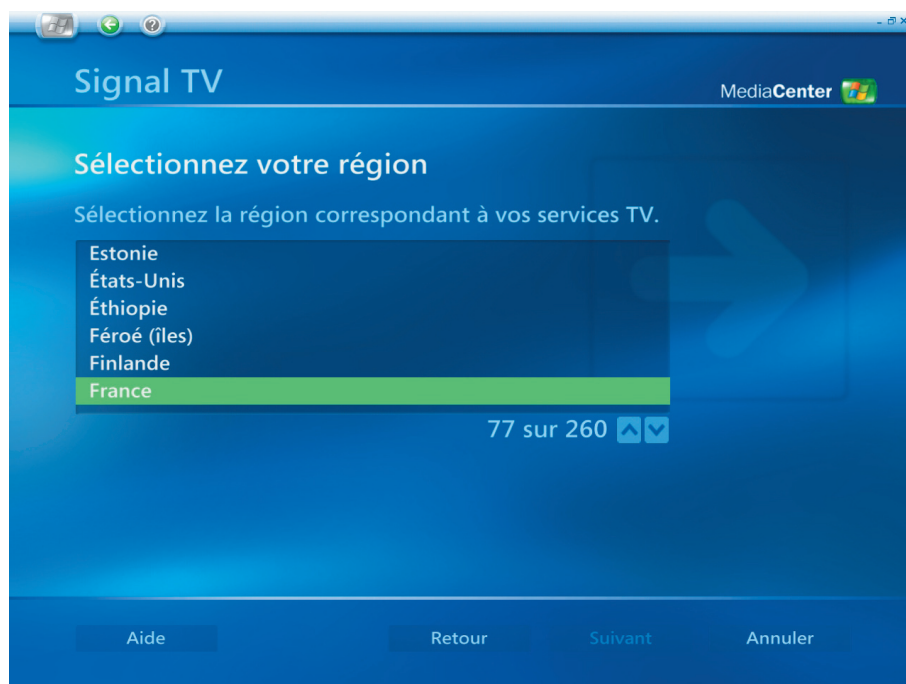 Signal TV
MediaCenter
Sélectionnez votre région
Sélectionnez la région correspondant à vos services TV.
Estonie
États-Unis
Éthiopie
Féroé (îles)
Finlande
France
77 sur 260
Aide Retour Suivant Annuler